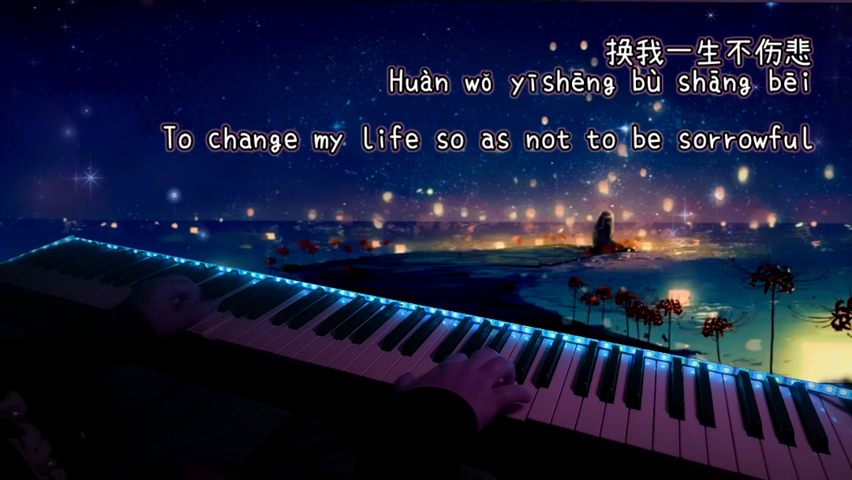 换我一生不伤悲
Huàn wǒ yīshēng bù shāng bēi
To change my life so as not to be sorrowful